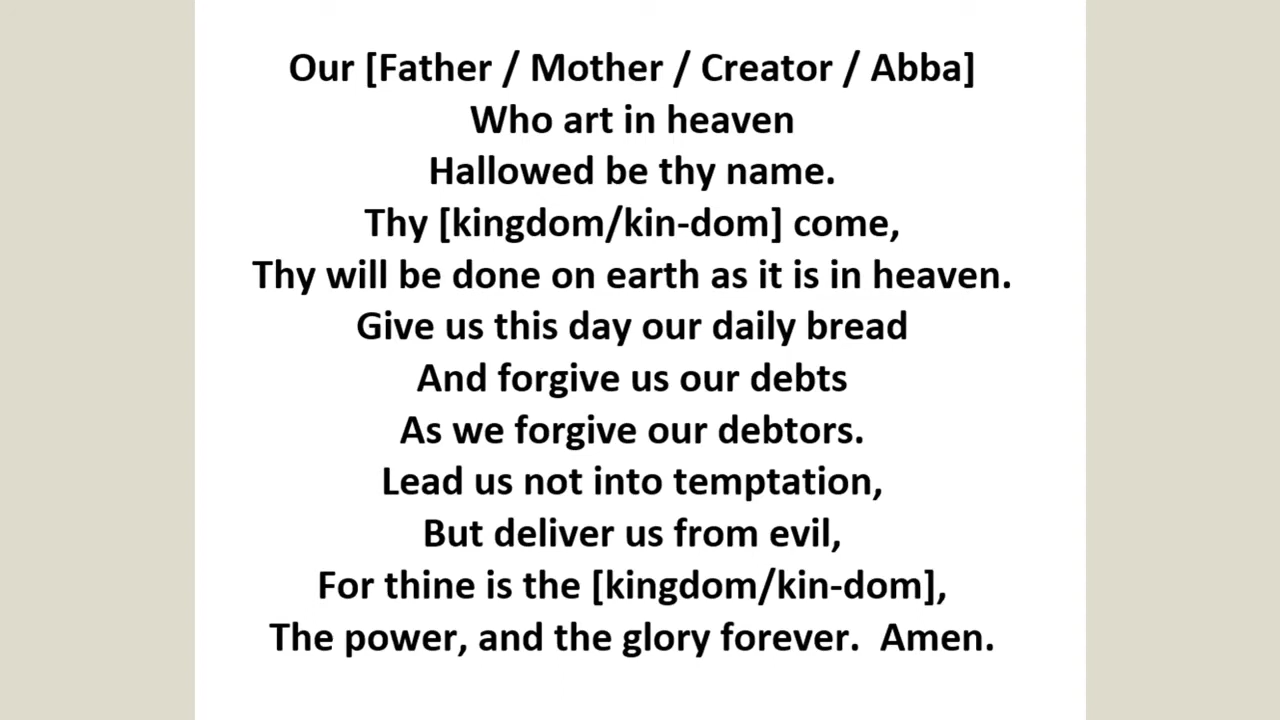 Our [Father / Mother / Creator / Abba]
Who art in heaven
Hallowed be thy name.
Thy [kingdom/kin-dom] come,
Thy will be done on earth as it is in heaven.
Give us this day our daily bread
And forgive us our debts
As we forgive our debtors.
Lead us not into temptation,
But deliver us from evil,
For thine is the [kingdom/kin-dom],
The power, and the glory forever.  Amen.